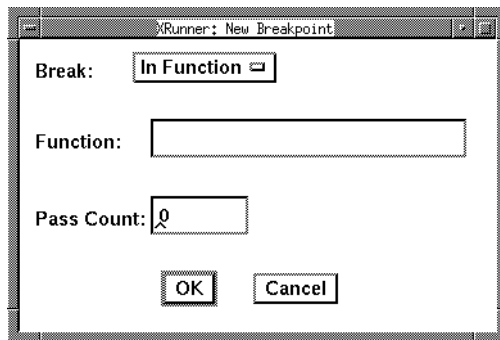 XRunner: New Breakpoint
Break: In Function
Function:
Pass Count: 0
OK Cancel